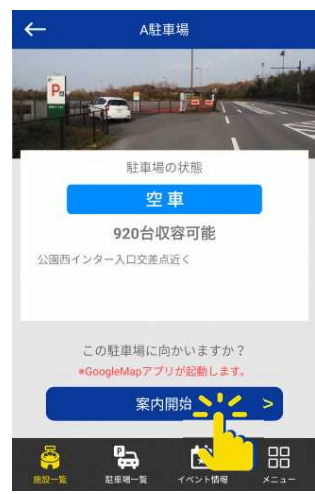 A駐車場
P
駐車場の状態
空車
920台収容可能
公園西インター入口交差点近く
この駐車場に向かいますか？
※GoogleMapアプリが起動します。
案内開始 >
施設一覧 駐車場一覧 イベント情報 メニュー